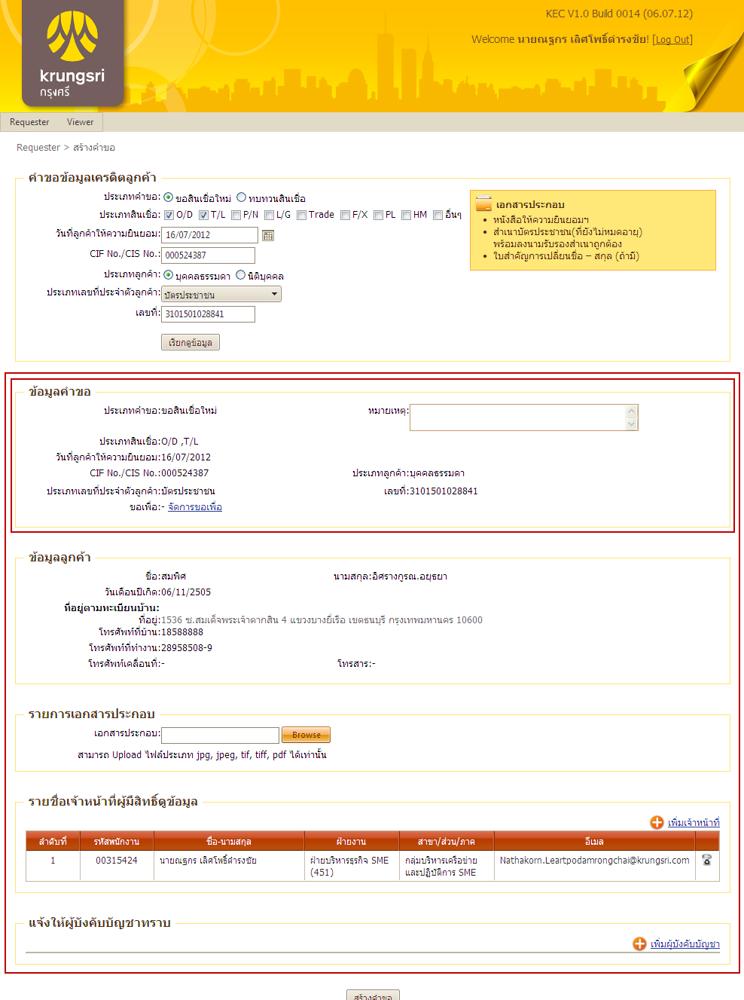 KEC V1.0 Build 0014 (06.07.12)
Welcome นายณฐกร เลิศโพธิ์ดำรงชัย! [Log Out]
krungsri
กรุงศรี
Requester Viewer
Requester > สร้างคำขอ
คำขอข้อมูลเครดิตลูกค้า
ประเภทคำขอ: ขอสินเชื่อใหม่ ทบทวนสินเชื่อ
ประเภทสินเชื่อ: O/D T/L P/N L/G Trade F/X PL HM อื่นๆ
วันที่ลูกค้าให้ความยินยอม: 16/07/2012
CIF No./CIS No.: 000524387
ประเภทลูกค้า: บุคคลธรรมดา นิติบุคคล
ประเภทเลขที่ประจำตัวลูกค้า: บัตรประชาชน
เลขที่: 3101501028841
เรียกดูข้อมูล
เอกสารประกอบ
• หนังสือให้ความยินยอมฯ
• สำเนาบัตรประชาชน(ที่ยังไม่หมดอายุ)
พร้อมลงนามรับรองสำเนาถูกต้อง
• ใบสำคัญการเปลี่ยนชื่อ – สกุล (ถ้ามี)
ข้อมูลคำขอ
ประเภทคำขอ:ขอสินเชื่อใหม่ หมายเหตุ:
ประเภทสินเชื่อ:O/D ,T/L
วันที่ลูกค้าให้ความยินยอม:16/07/2012
CIF No./CIS No.:000524387 ประเภทลูกค้า:บุคคลธรรมดา
ประเภทเลขที่ประจำตัวลูกค้า:บัตรประชาชน เลขที่:3101501028841
ขอเพื่อ:- จัดการขอเพื่อ
ข้อมูลลูกค้า
ชื่อ:สมพิศ นามสกุล:อิศรางกูรณ.อยุธยา
วันเดือนปีเกิด:06/11/2505
ที่อยู่ตามทะเบียนบ้าน:
ที่อยู่:1536 ซ.สมเด็จพระเจ้าตากสิน 4 แขวงบางยี่เรือ เขตธนบุรี กรุงเทพมหานคร 10600
โทรศัพท์ที่บ้าน:18588888
โทรศัพท์ที่ทำงาน:28958508-9
โทรศัพท์เคลื่อนที่:- โทรสาร:-
รายการเอกสารประกอบ
เอกสารประกอบ: Browse
สามารถ Upload ไฟล์ประเภท jpg, jpeg, tif, tiff, pdf ได้เท่านั้น
รายชื่อเจ้าหน้าที่ผู้มีสิทธิ์ดูข้อมูล
เพิ่มเจ้าหน้าที่
ลำดับที่ รหัสพนักงาน ชื่อ-นามสกุล ฝ่ายงาน สาขา/ส่วน/ภาค อีเมล
1 00315424 นายณฐกร เลิศโพธิ์ดำรงชัย ฝ่ายบริหารธุรกิจ SME กลุ่มบริหารเครือข่าย Nathakorn.Leartpodamrongchai@krungsri.com
(451) และปฏิบัติการ SME
แจ้งให้ผู้บังคับบัญชาทราบ
เพิ่มผู้บังคับบัญชา
สร้างคำขอ